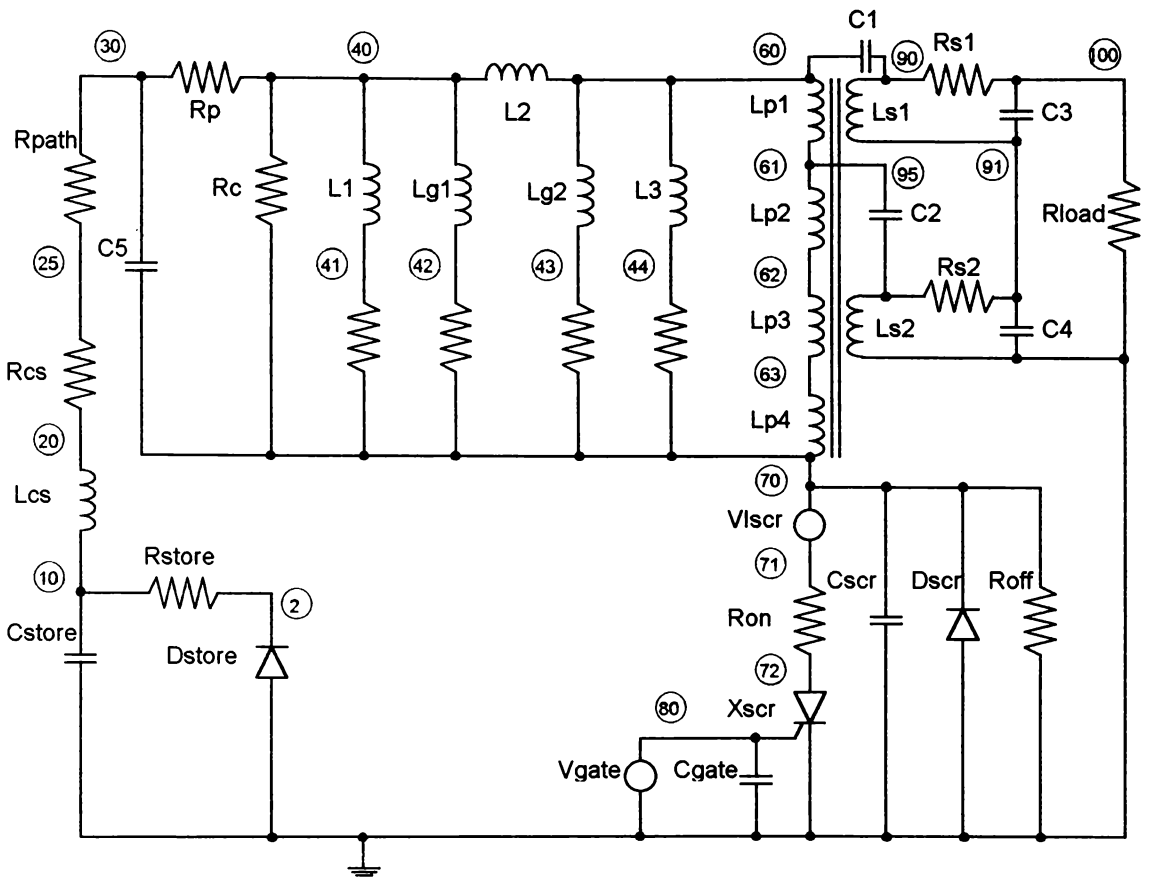 C1
30
40
60
90
Rs1
100
Rp
L2
Lp1
Ls1
C3
Rpath
61
95
91
Rc
L1
Lg1
Lg2
L3
Lp2
C2
Rload
25
C5
41
42
43
44
62
Rs2
Lp3
Ls2
C4
Rcs
63
Lp4
20
70
Lcs
VIscr
10
Rstore
71
Cscr
Dscr
Roff
2
Ron
Cstore
Dstore
72
80
Xscr
Vgate
Cgate